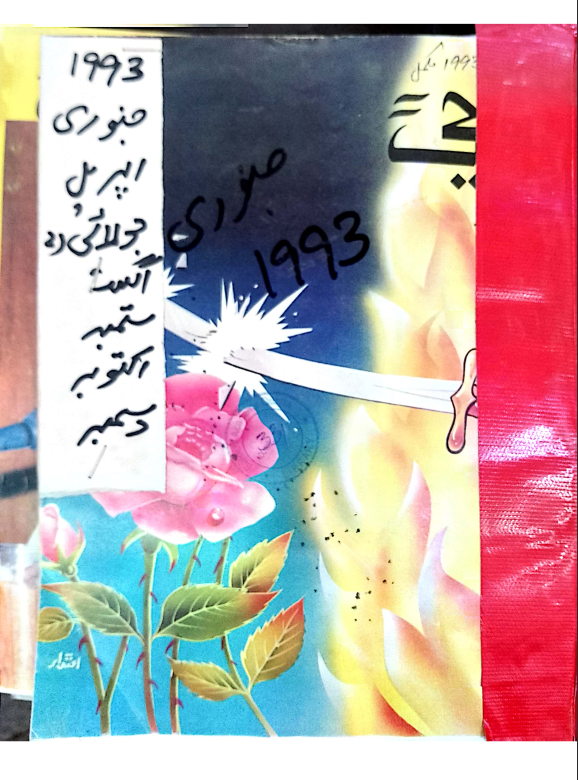 1993
جنوری
اپریل
جولائی
اگست
ستمبر
اکتوبر
دسمبر
1993 مکمل
جنوری
1993